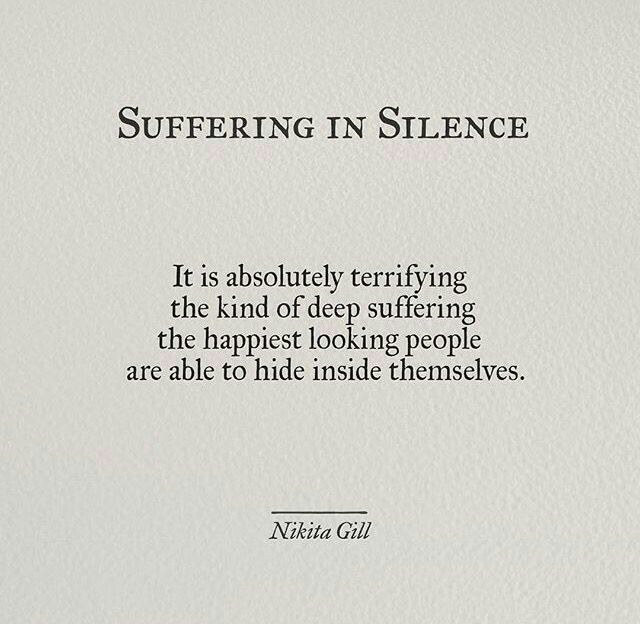 Suffering in Silence
It is absolutely terrifying
the kind of deep suffering
the happiest looking people
are able to hide inside themselves.
Nikita Gill